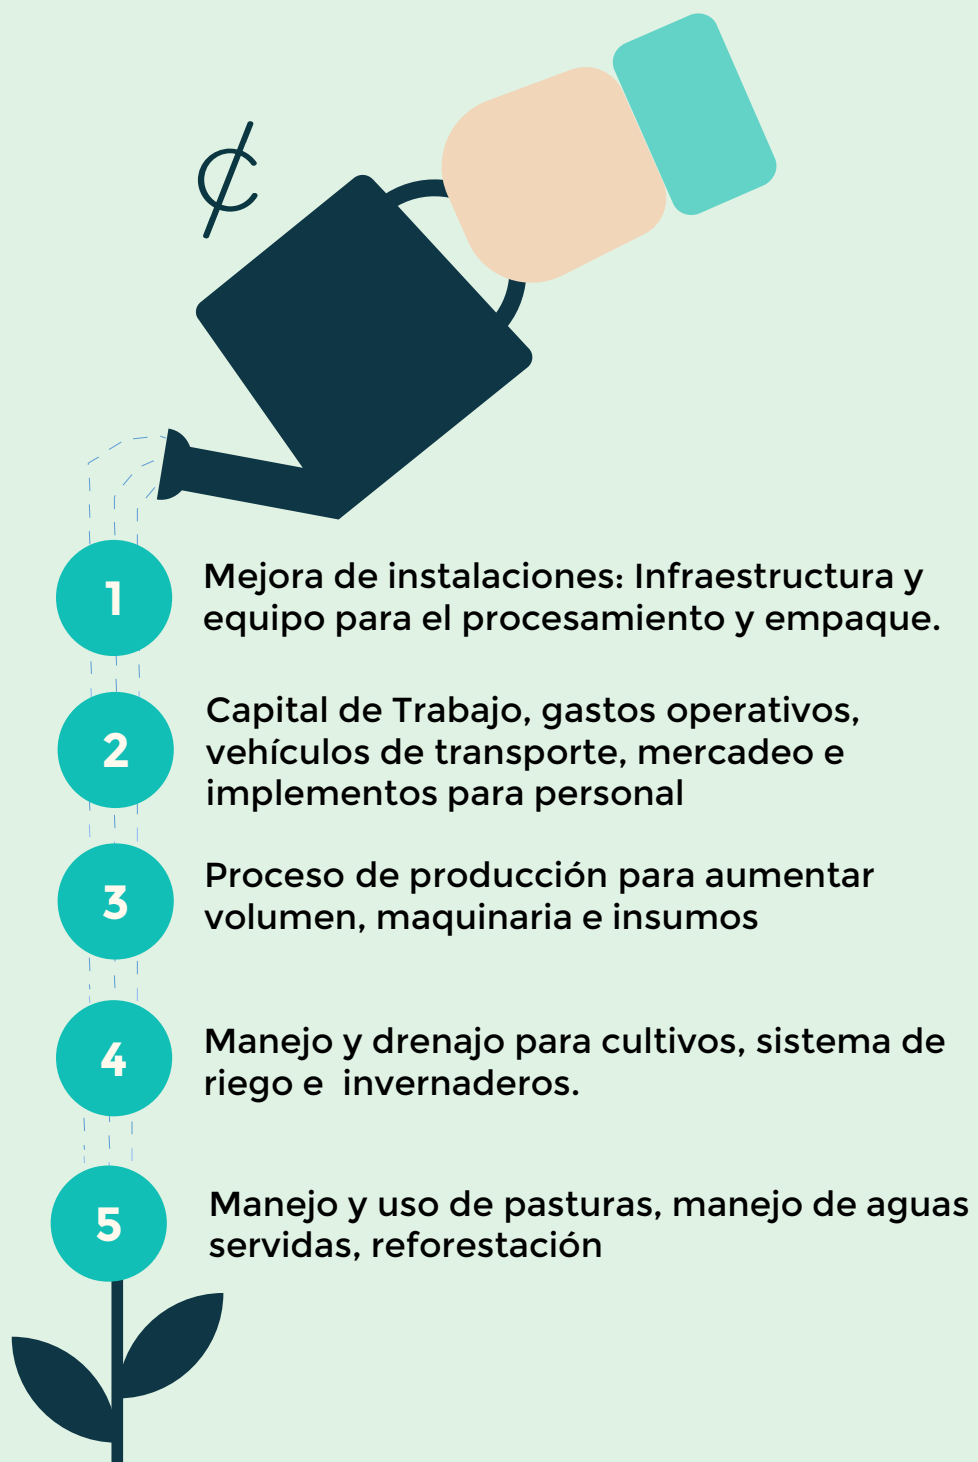 ₡
1
Mejora de instalaciones: Infraestructura y
equipo para el procesamiento y empaque.
2
Capital de Trabajo, gastos operativos,
vehículos de transporte, mercadeo e
implementos para personal
3
Proceso de producción para aumentar
volumen, maquinaria e insumos
4
Manejo y drenajo para cultivos, sistema de
riego e  invernaderos.
5
Manejo y uso de pasturas, manejo de aguas
servidas, reforestación